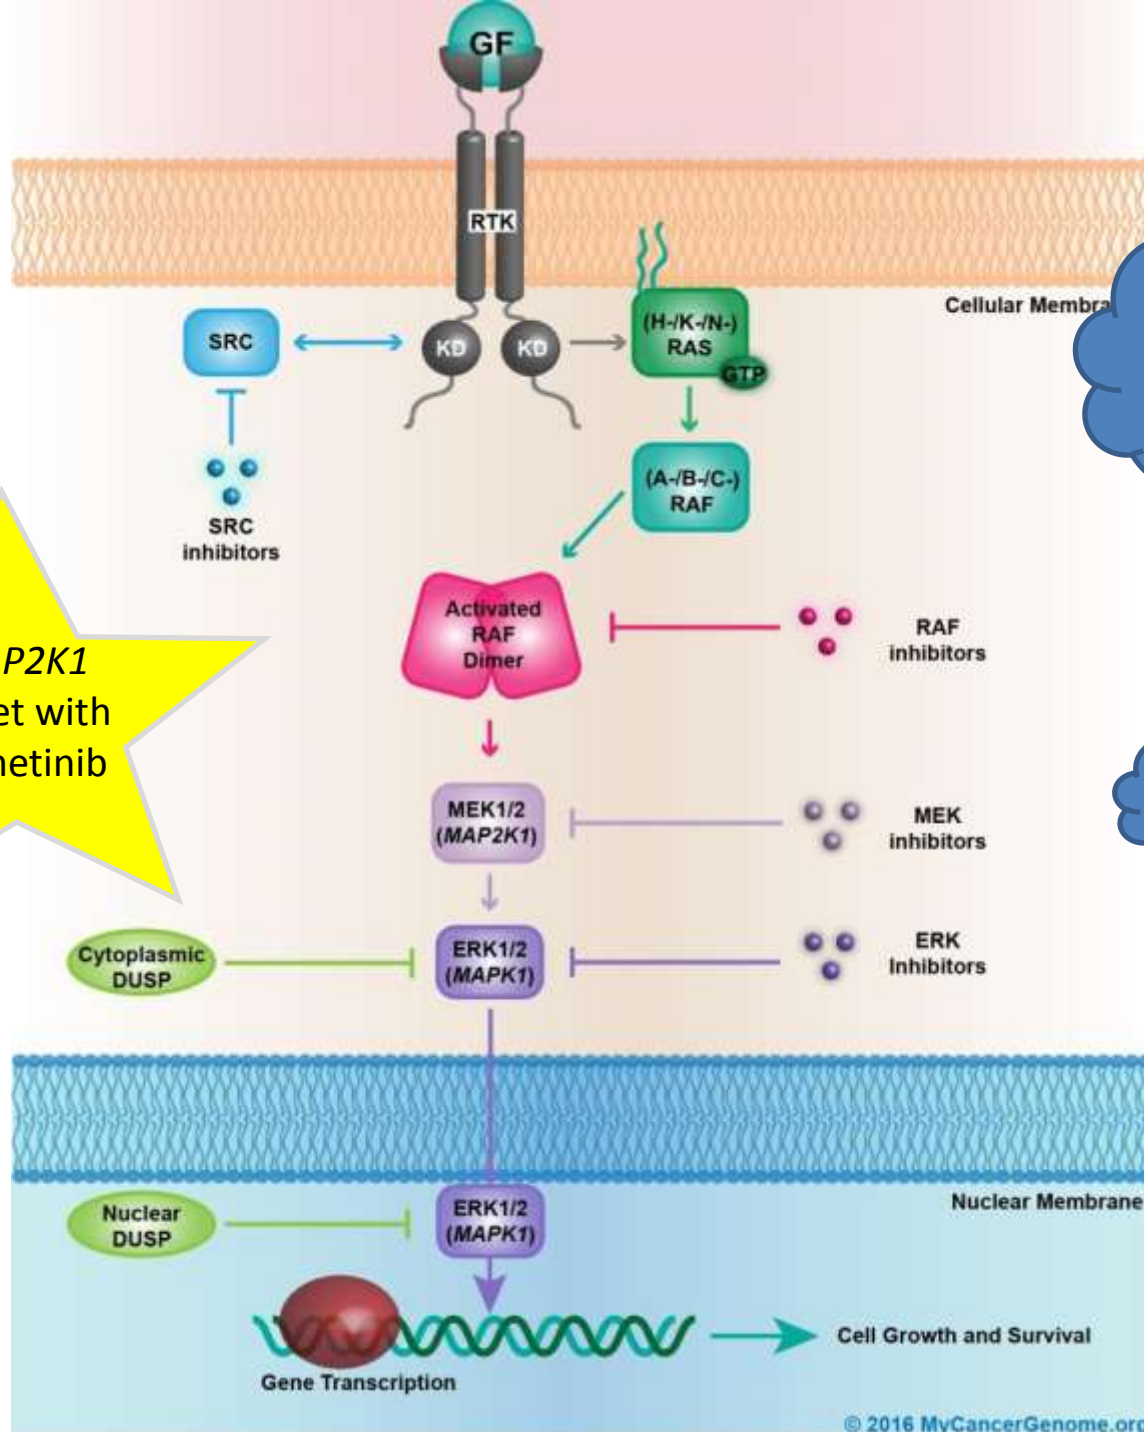 GF
RTK
Cellular Membra
SRC
KD
KD
(H-/K-/N-)
RAS
GTP
(A-/B-/C-)
RAF
SRC
inhibitors
Activated
RAF
Dimer
RAF
inhibitors
P2K1
et with
netinib
MEK1/2
(MAP2K1)
MEK
inhibitors
Cytoplasmic
DUSP
ERK1/2
(MAPK1)
ERK
Inhibitors
Nuclear Membrane
Nuclear
DUSP
ERK1/2
(MAPK1)
Cell Growth and Survival
Gene Transcription
© 2016 MyCancerGenome.org